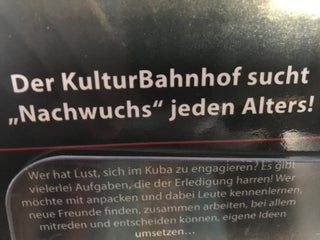 Der KulturBahnhof sucht
„Nachwuchs“ jeden Alters!
Wer hat Lust, sich im Kuba zu engagieren? Es gibt
vielerlei Aufgaben, die der Erledigung harren! Wer
möchte mit anpacken und dabei Leute kennenlernen,
neue Freunde finden, zusammen arbeiten, bei allem
mitreden und entscheiden können, eigene Ideen
umsetzen...